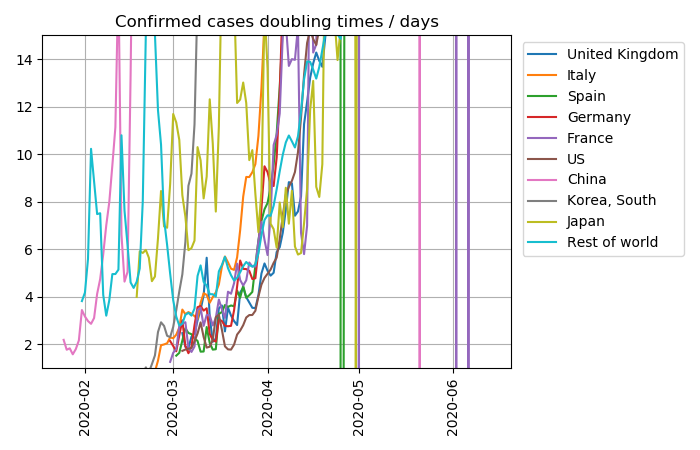 Confirmed cases doubling times / days
14
12
10
8
6
4
2
2020-02
2020-03
2020-04
2020-05
2020-06
United Kingdom
Italy
Spain
Germany
France
US
China
Korea, South
Japan
Rest of world